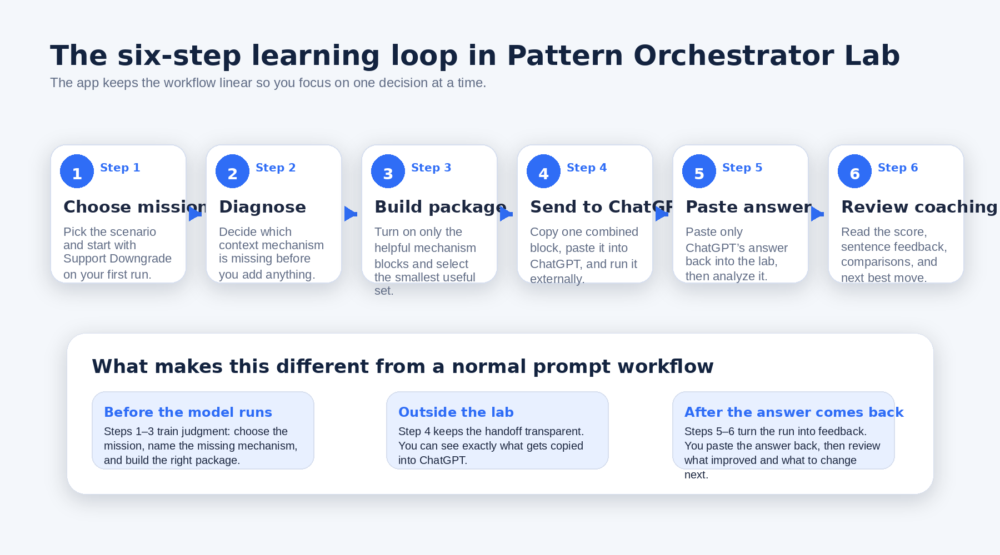 The six-step learning loop in Pattern Orchestrator Lab
The app keeps the workflow linear so you focus on one decision at a time.
1
Step 1
Choose mission
Pick the scenario
and start with
Support Downgrade
on your first run.
2
Step 2
Diagnose
Decide which
context mechanism
is missing before
you add anything.
3
Step 3
Build package
Turn on only the
helpful mechanism
blocks and select
the smallest useful
set.
4
Step 4
Send to ChatGP
Copy one combined
block, paste it into
ChatGPT, and run it
externally.
5
Step 5
Paste answer
Paste only
ChatGPT’s answer
back into the lab,
then analyze it.
6
Step 6
Review coaching
Read the score,
sentence feedback,
comparisons, and
next best move.
What makes this different from a normal prompt workflow
Before the model runs
Steps 1–3 train judgment: choose the
mission, name the missing mechanism,
and build the right package.
Outside the lab
Step 4 keeps the handoff transparent.
You can see exactly what gets copied
into ChatGPT.
After the answer comes back
Steps 5–6 turn the run into feedback.
You paste the answer back, then review
what improved and what to change
next.